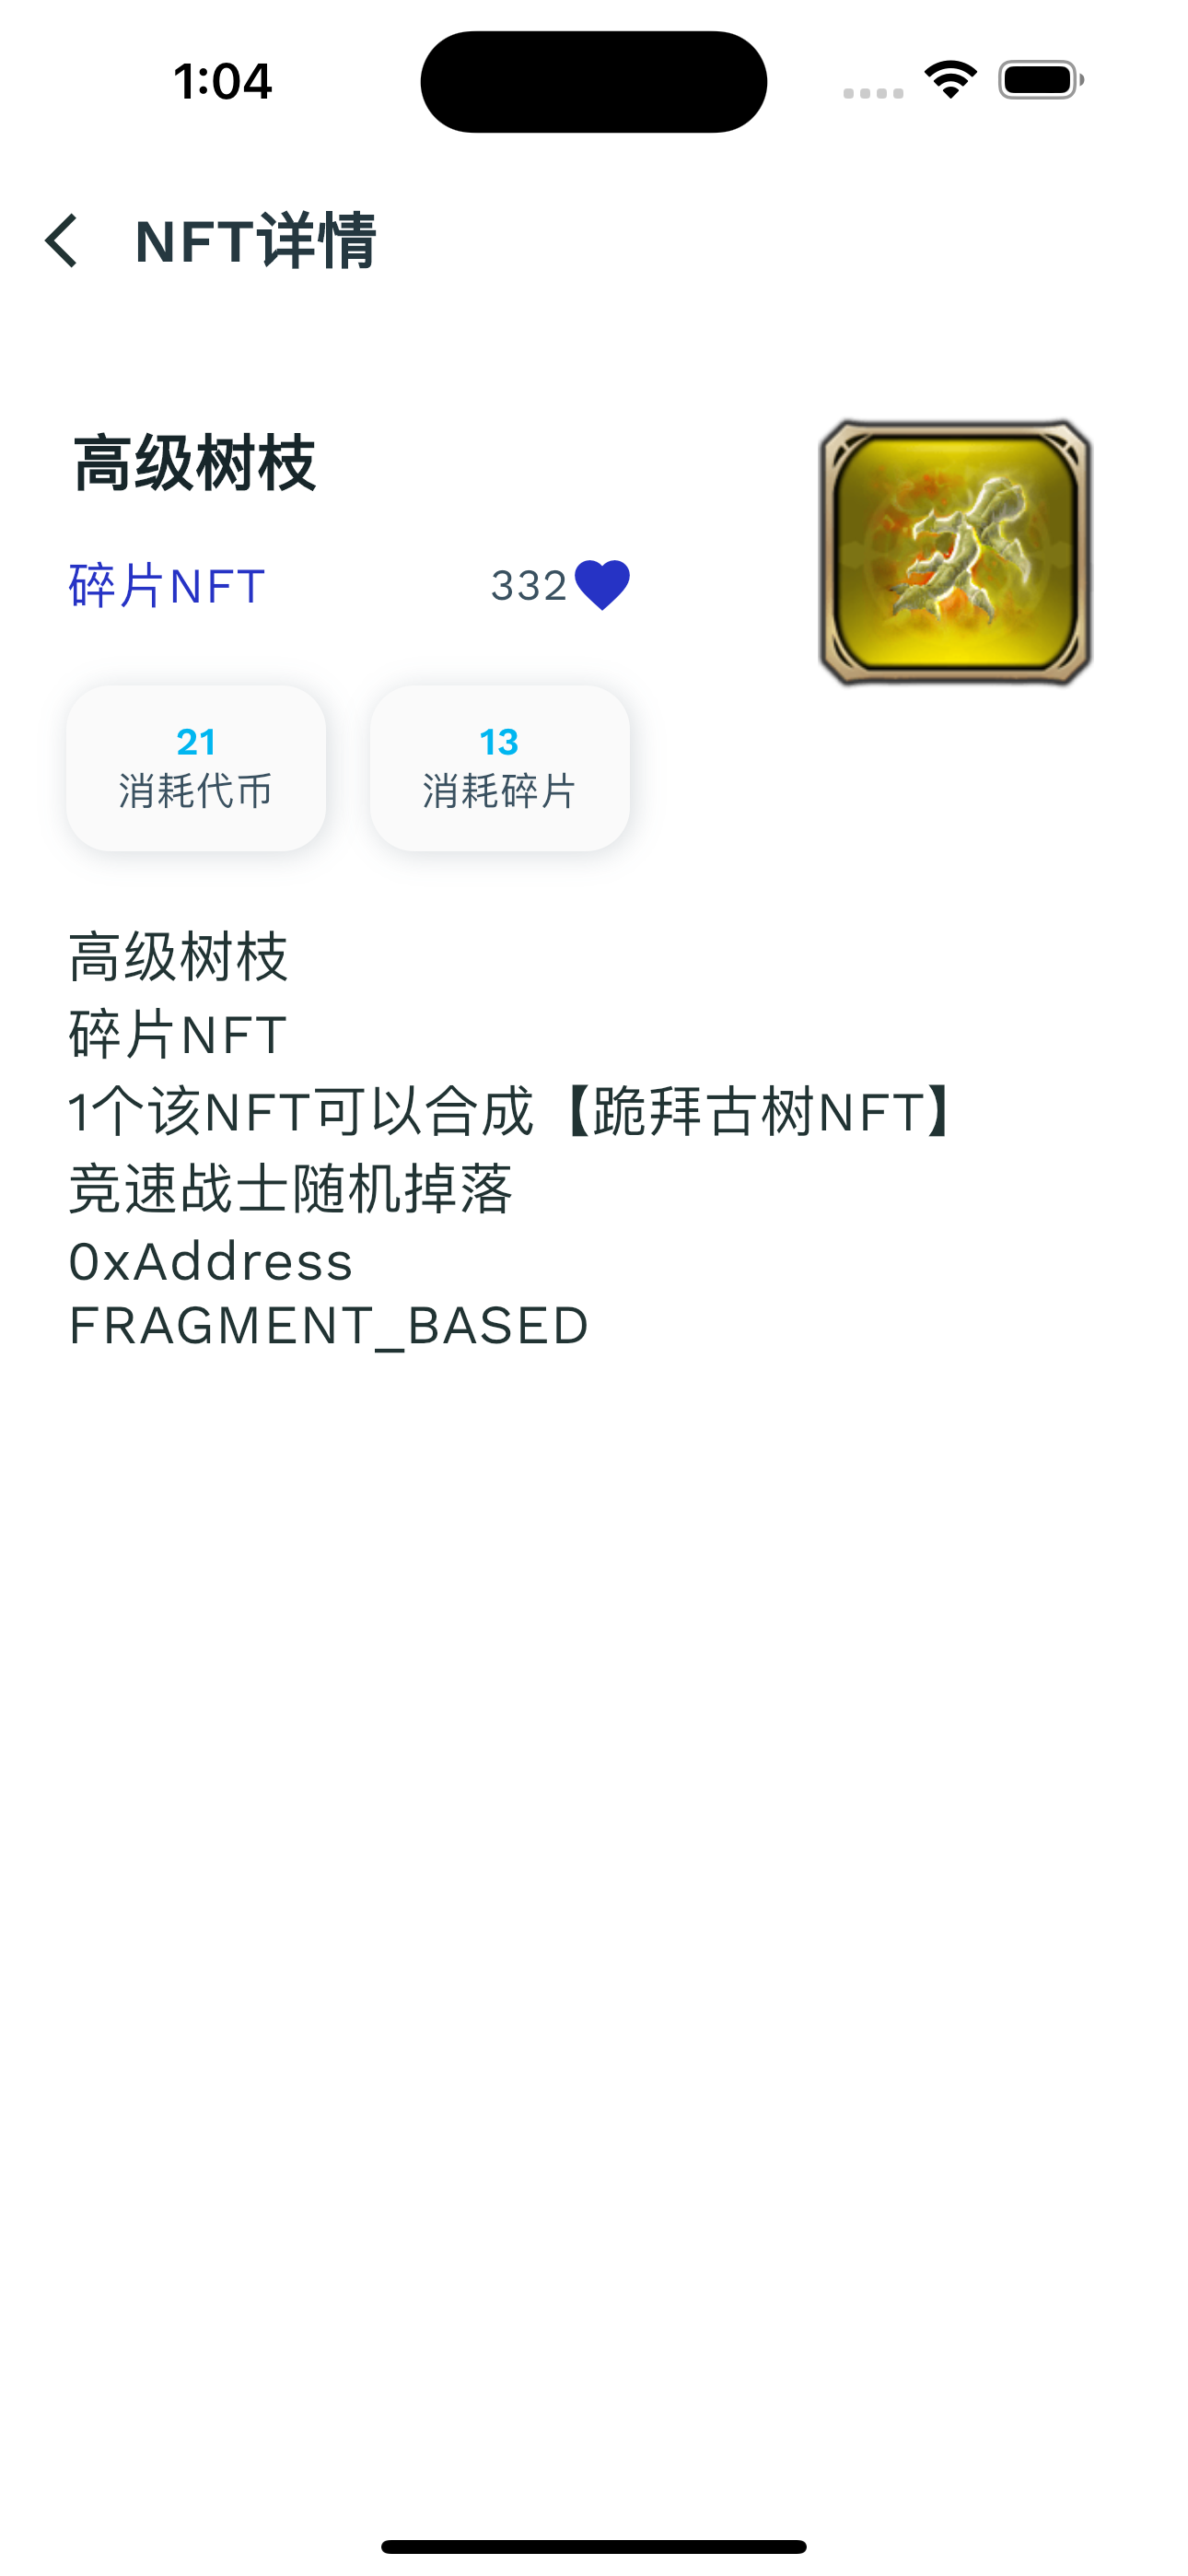 1:04
NFT详情
高级树枝
碎片NFT
332
21
消耗代币
13
消耗碎片
高级树枝
碎片NFT
1个该NFT可以合成【跪拜古树NFT】
竞速战士随机掉落
0xAddress
FRAGMENT_BASED